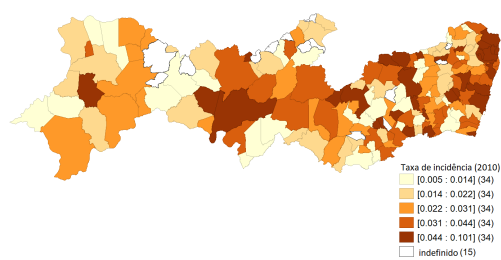 Taxa de incidência (2010)
[0.005 : 0.014] (34)
[0.014 : 0.022] (34)
[0.022 : 0.031] (34)
[0.031 : 0.044] (34)
[0.044 : 0.101] (34)
indefinido (15)